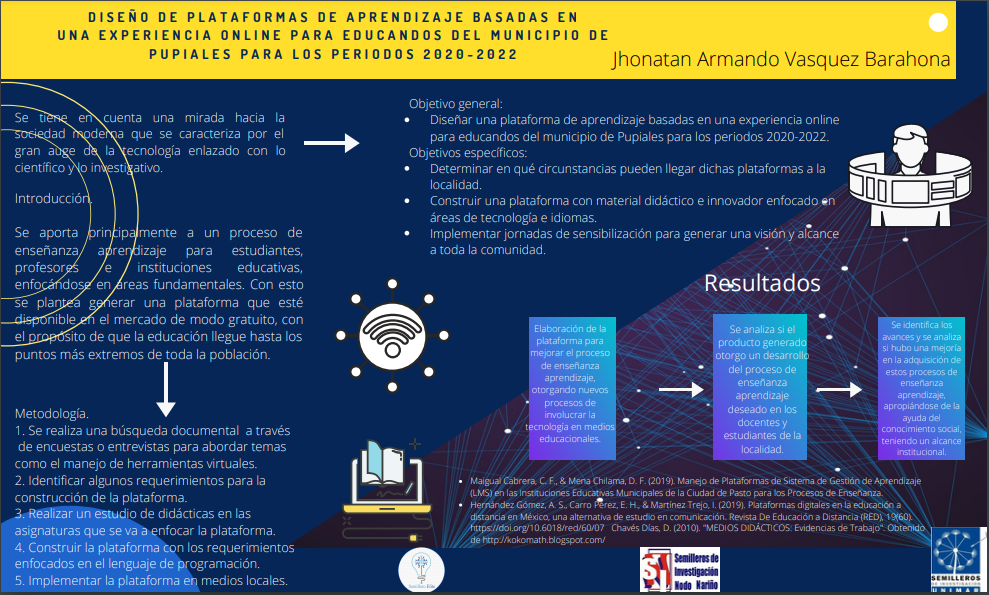 DISEÑO DE PLATAFORMAS DE APRENDIZAJE BASADAS EN
UNA EXPERIENCIA ONLINE PARA EDUCANDOS DEL MUNICIPIO DE
PUPIALES PARA LOS PERIODOS 2020-2022
Jhonatan Armando Vasquez Barahona
Se tiene en cuenta una mirada hacia la
sociedad moderna que se caracteriza por el
gran auge de la tecnología enlazado con lo
científico y lo investigativo.
Introducción.
Se aporta principalmente a un proceso de
enseñanza aprendizaje para estudiantes,
profesores e instituciones educativas,
enfocándose en áreas fundamentales. Con esto
se plantea generar una plataforma que esté
disponible en el mercado de modo gratuito, con
el propósito de que la educación llegue hasta los
puntos más extremos de toda la población.
Metodología.
1. Se realiza una búsqueda documental a través
de encuestas o entrevistas para abordar temas
como el manejo de herramientas virtuales.
2. Identificar algunos requerimientos para la
construcción de la plataforma.
3. Realizar un estudio de didácticas en las
asignaturas que se va a enfocar la plataforma.
4. Construir la plataforma con los requerimientos
enfocados en el lenguaje de programación.
5. Implementar la plataforma en medios locales.
Objetivo general:
• Diseñar una plataforma de aprendizaje basadas en una experiencia online
para educandos del municipio de Pupiales para los periodos 2020-2022.
Objetivos específicos:
• Determinar en qué circunstancias pueden llegar dichas plataformas a la
localidad.
• Construir una plataforma con material didáctico e innovador enfocado en
áreas de tecnología e idiomas.
• Implementar jornadas de sensibilización para generar una visión y alcance
a toda la comunidad.
Resultados
Elaboración de la
plataforma para
mejorar el proceso
de enseñanza
aprendizaje,
otorgando nuevos
procesos de
involucrar la
tecnología en medios
educacionales.
Se analiza si el
producto generado
otorgo un desarrollo
del proceso de
enseñanza
aprendizaje
deseado en los
docentes y
estudiantes de la
localidad.
Se identifica los
avances y se analiza
si hubo una mejoría
en la adquisición de
estos procesos de
enseñanza
aprendizaje,
apropiándose de la
ayuda del
conocimiento social,
teniendo un alcance
institucional.
• Maigual Cabrera, C. F., & Mena Chilama, D. F. (2019). Manejo de Plataformas de Sistema de Gestión de Aprendizaje
(LMS) en las Instituciones Educativas Municipales de la Ciudad de Pasto para los Procesos de Enseñanza.
• Hernández Gómez, A. S., Carro Pérez, E. H., & Martínez Trejo, I. (2019). Plataformas digitales en la educación a
distancia en México, una alternativa de estudio en comunicación. Revista De Educación a Distancia (RED), 19(60).
https://doi.org/10.6018/red/60/07 Chavés Días, D. (2010). "MEDIOS DIDÁCTICOS: Evidencias de Trabajo". Obtenido
de http://kokomath.blogspot.com/
Semilleros de
Investigación
Nodo Nariño
SEMILLEROS
DE INVESTIGACIÓN
UNIMAR